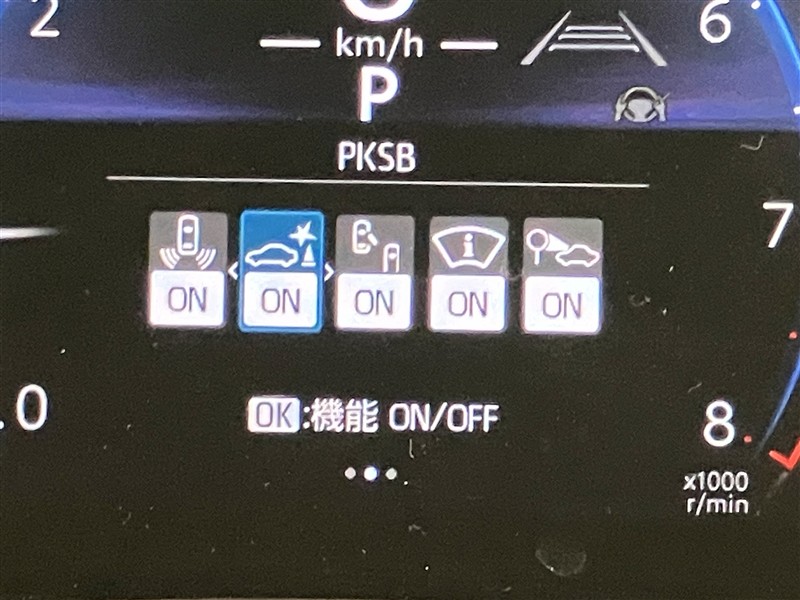 2
6
km/h
P
PKSB
7
ON ON ON ON ON
.0
OK:機能 ON/OFF
8
x1000
r/min